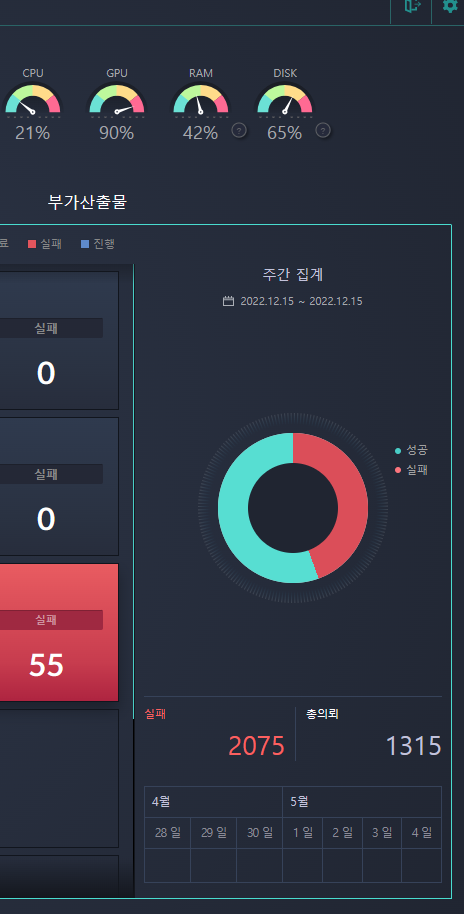 CPU GPU RAM DISK
21% 90% 42% ? 65% ?
부가산출물
료 실패 진행
주간 집계
2022.12.15 ~ 2022.12.15
실패
0
성공
실패
실패
0
실패
55
실패 총의뢰
2075 1315
4월 5월
28 일 29 일 30 일 1 일 2 일 3 일 4 일